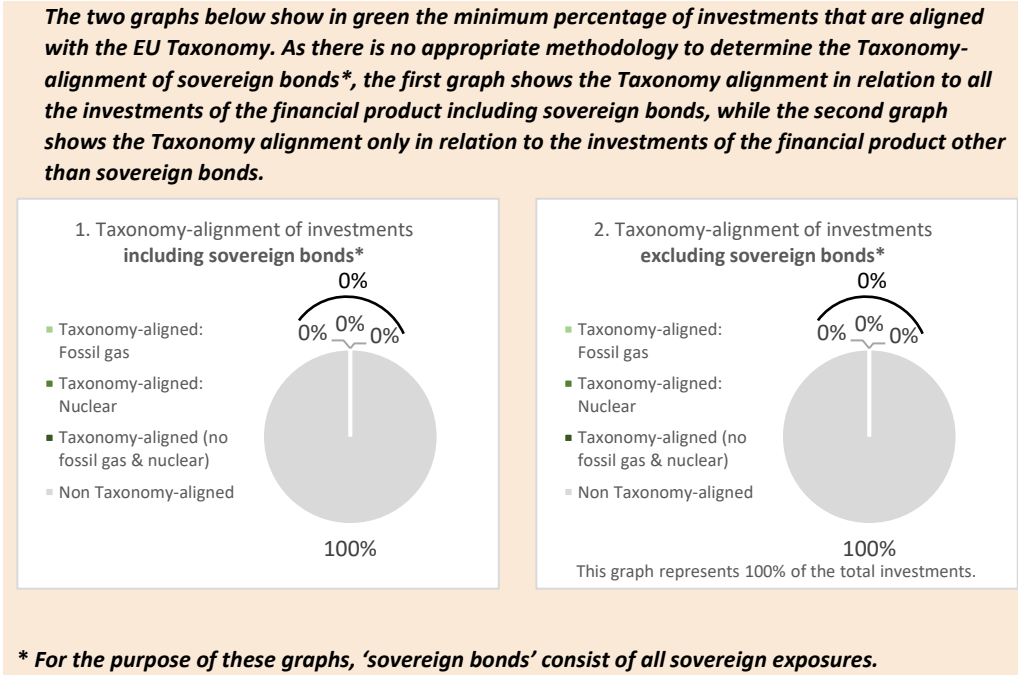 The two graphs below show in green the minimum percentage of investments that are aligned
with the EU Taxonomy. As there is no appropriate methodology to determine the Taxonomy-
alignment of sovereign bonds*, the first graph shows the Taxonomy alignment in relation to all
the investments of the financial product including sovereign bonds, while the second graph
shows the Taxonomy alignment only in relation to the investments of the financial product other
than sovereign bonds.
1. Taxonomy-alignment of investments
including sovereign bonds*
0%
0% 0% 0%
Taxonomy-aligned:
Fossil gas
Taxonomy-aligned:
Nuclear
Taxonomy-aligned (no
fossil gas & nuclear)
Non Taxonomy-aligned
100%
2. Taxonomy-alignment of investments
excluding sovereign bonds*
0%
0% 0% 0%
Taxonomy-aligned:
Fossil gas
Taxonomy-aligned:
Nuclear
Taxonomy-aligned (no
fossil gas & nuclear)
Non Taxonomy-aligned
100%
This graph represents 100% of the total investments.
* For the purpose of these graphs, ‘sovereign bonds’ consist of all sovereign exposures.